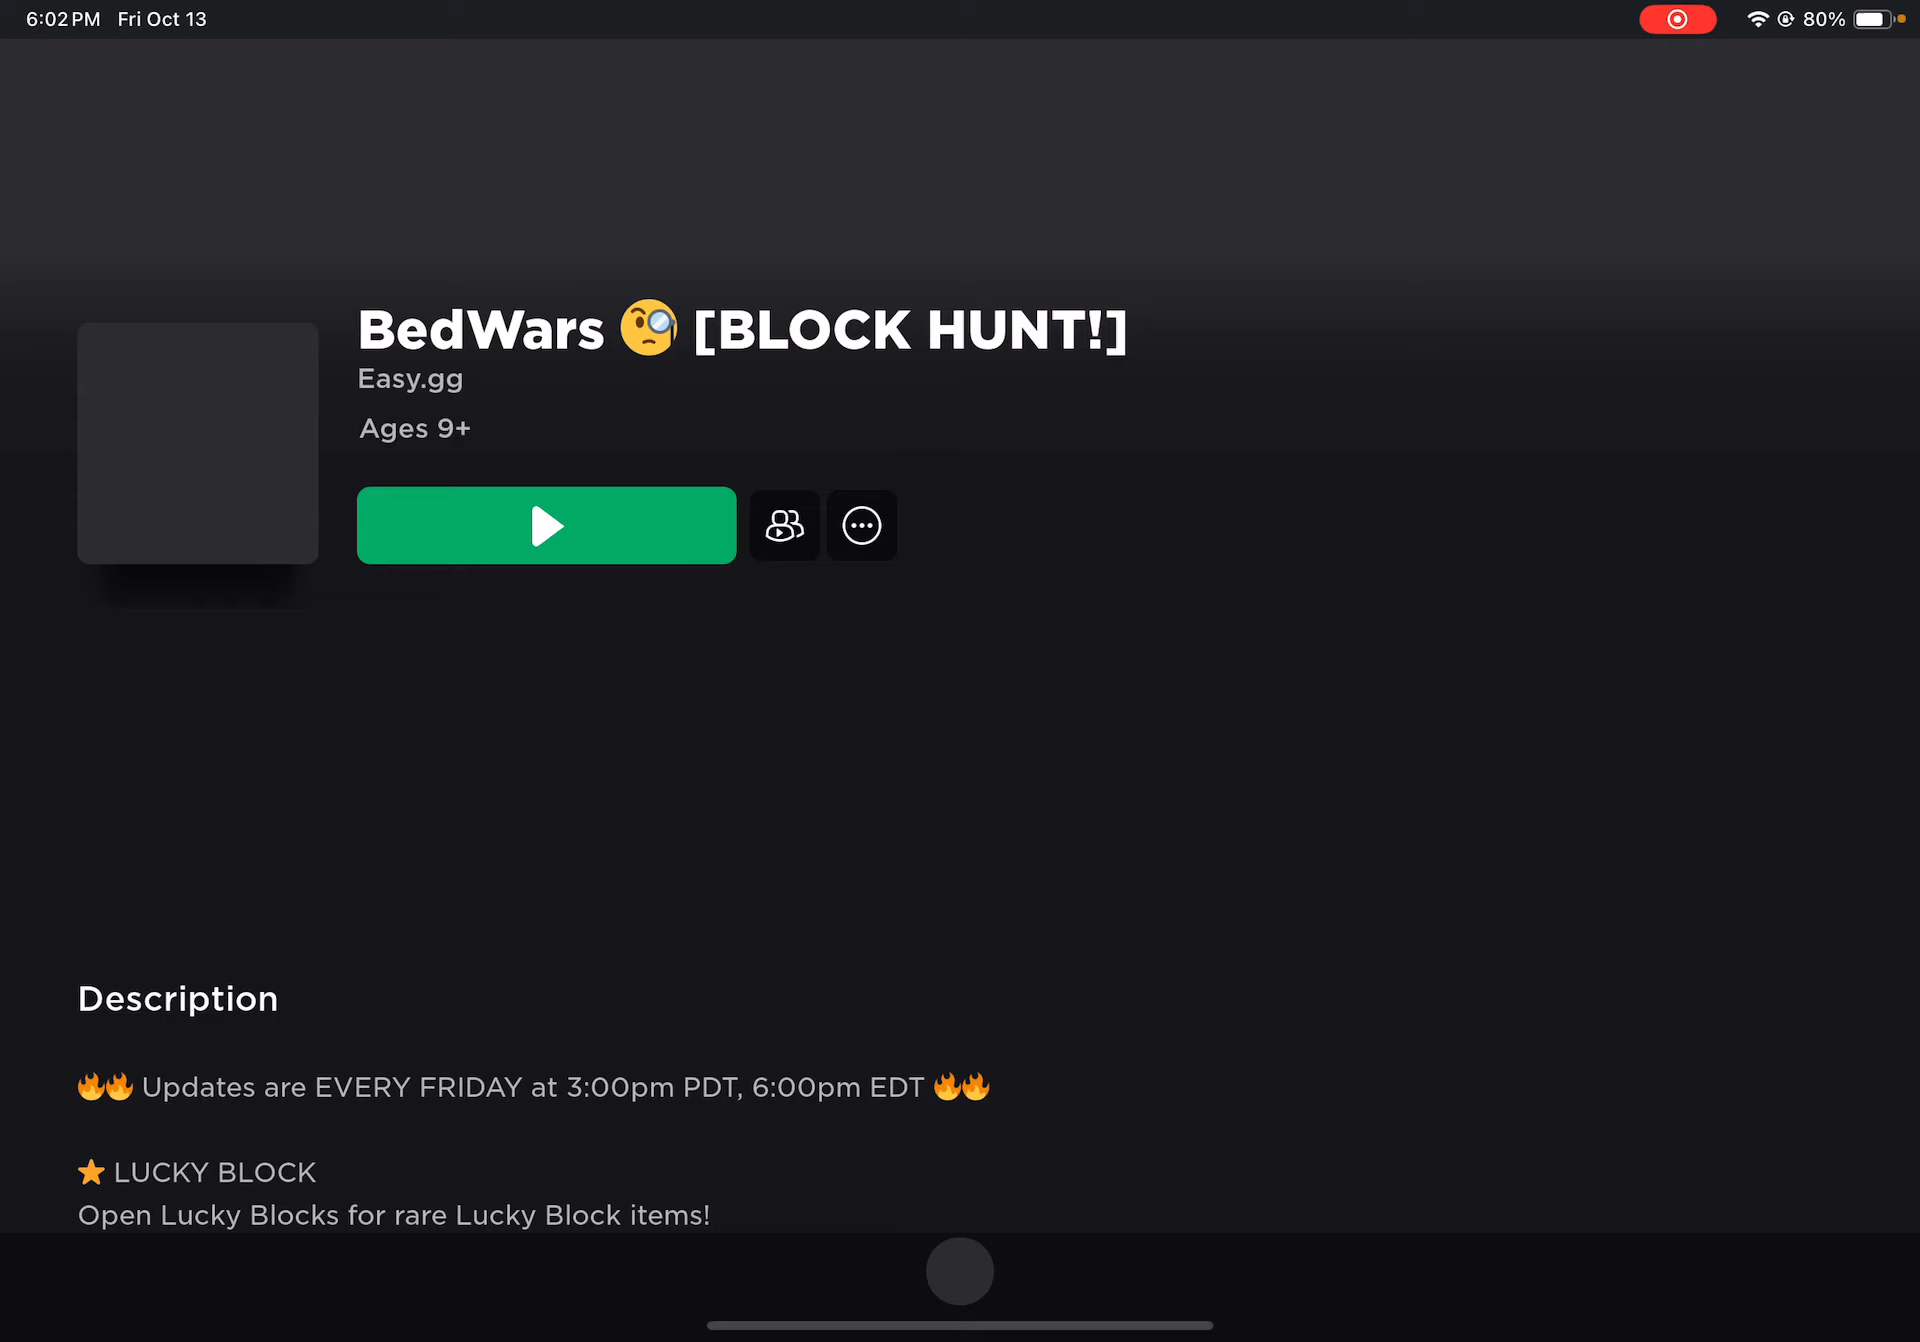 6:02 PM Fri Oct 13 80%
BedWars 🧐 [BLOCK HUNT!]
Easy.gg
Ages 9+
Description
🔥🔥 Updates are EVERY FRIDAY at 3:00pm PDT, 6:00pm EDT 🔥🔥
⭐ LUCKY BLOCK
Open Lucky Blocks for rare Lucky Block items!